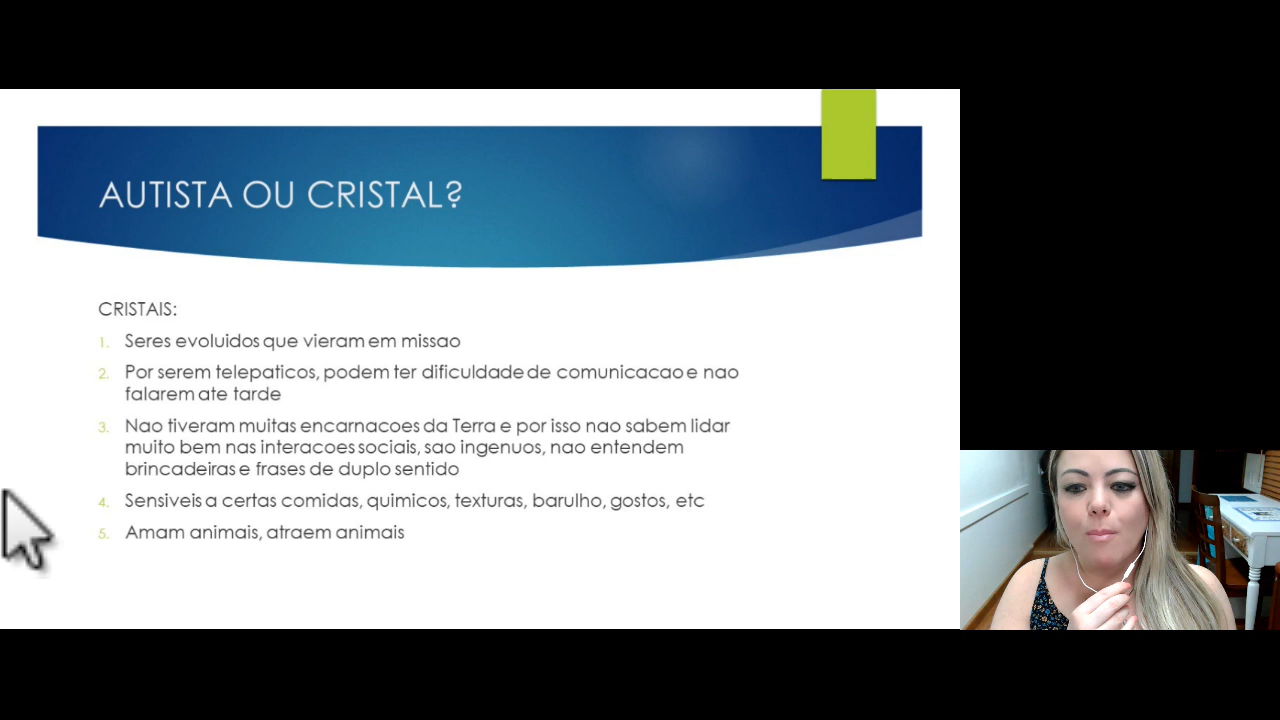 AUTISTA OU CRISTAL?
CRISTAIS:
1. Seres evoluidos que vieram em missao
2. Por serem telepaticos, podem ter dificuldade de comunicacao e nao
falarem ate tarde
3. Nao tiveram muitas encarnacoes da Terra e por isso nao sabem lidar
muito bem nas interacoes sociais, sao ingenuos, nao entendem
brincadeiras e frases de duplo sentido
4. Sensiveis a certas comidas, quimicos, texturas, barulho, gostos, etc
5. Amam animais, atraem animais